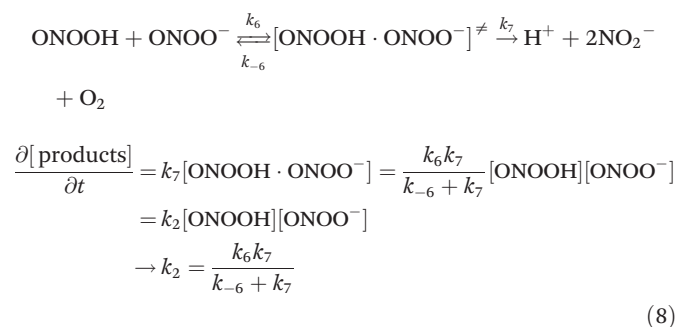 ONOOH + ONOO⁻ ⇌ (k₆ / k₋₆) [ONOOH · ONOO⁻]^≠ →(k₇) H⁺ + 2NO₂⁻
+ O₂
∂[products]/∂t = k₇[ONOOH · ONOO⁻] = k₆k₇/(k₋₆ + k₇) [ONOOH][ONOO⁻]
= k₂[ONOOH][ONOO⁻]
→ k₂ = k₆k₇/(k₋₆ + k₇)
(8)